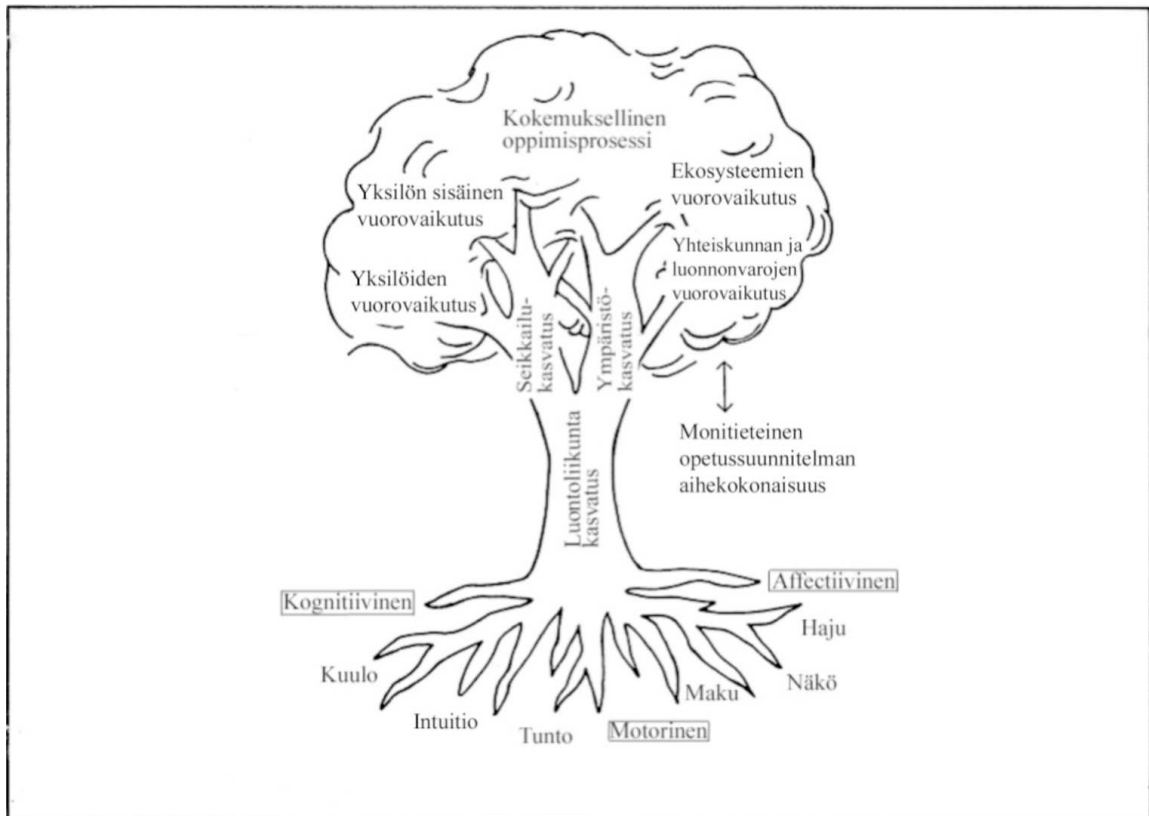 Kokemuksellinen
oppimisprosessi
Yksilön sisäinen
vuorovaikutus
Ekosysteemien
vuorovaikutus
Yksilöiden
vuorovaikutus
Yhteiskunnan ja
luonnonvarojen
vuorovaikutus
Seikkailu-
kasvatus
Ympäristö-
kasvatus
Luontoliikunta
kasvatus
Monitieteinen
opetussuunnitelman
aihekokonaisuus
Kognitiivinen
Affectiivinen
Kuulo
Intuitio
Tunto
Motorinen
Maku
Näkö
Haju